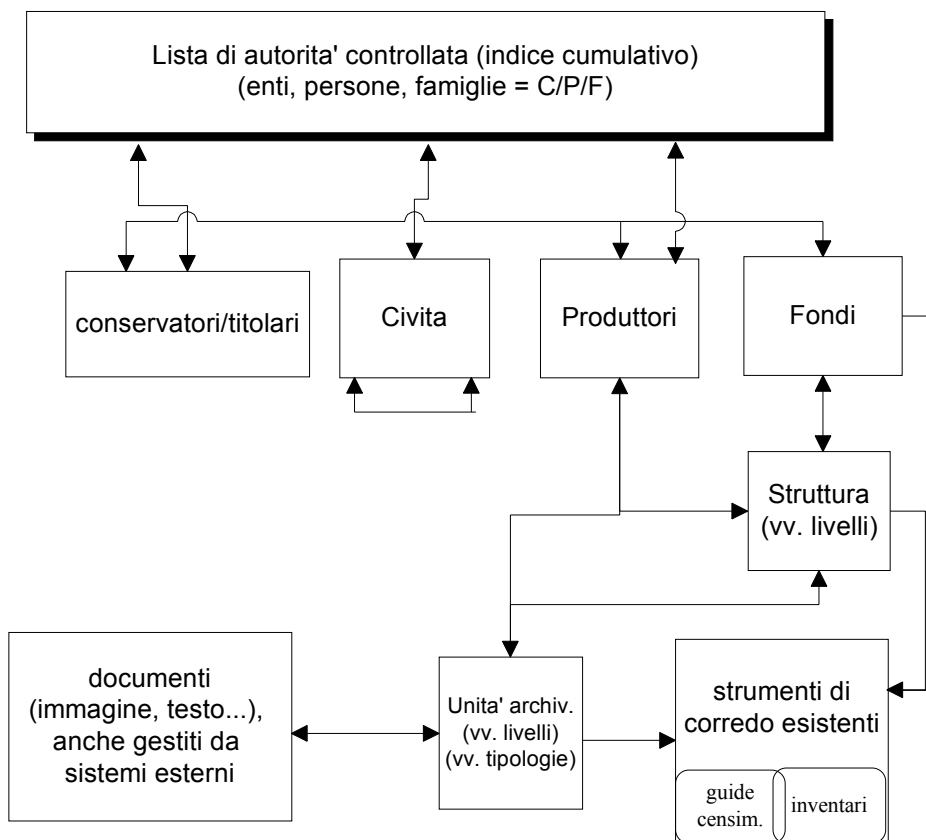 Lista di autorita' controllata (indice cumulativo)
(enti, persone, famiglie = C/P/F)
conservatori/titolari
Civita
Produttori
Fondi
Struttura
(vv. livelli)
documenti
(immagine, testo...),
anche gestiti da
sistemi esterni
Unita' archiv.
(vv. livelli)
(vv. tipologie)
strumenti di
corredo esistenti
guide
censim.
inventari